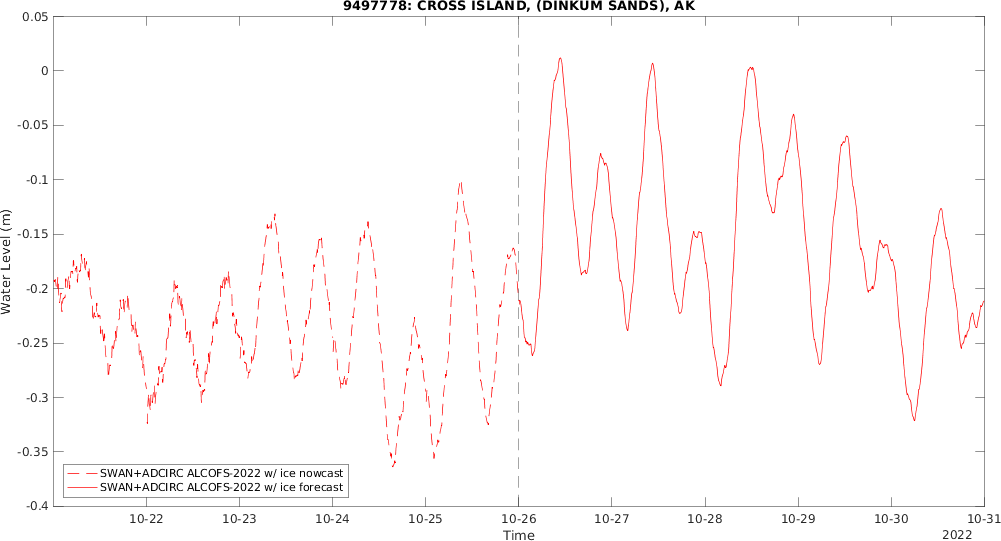 9497778: CROSS ISLAND, (DINKUM SANDS), AK
0.05
0
-0.05
-0.1
-0.15
-0.2
-0.25
-0.3
-0.35
-0.4
Water Level (m)
SWAN+ADCIRC ALCOFS-2022 w/ ice nowcast
SWAN+ADCIRC ALCOFS-2022 w/ ice forecast
10-22 10-23 10-24 10-25 10-26 10-27 10-28 10-29 10-30 10-31
Time
2022